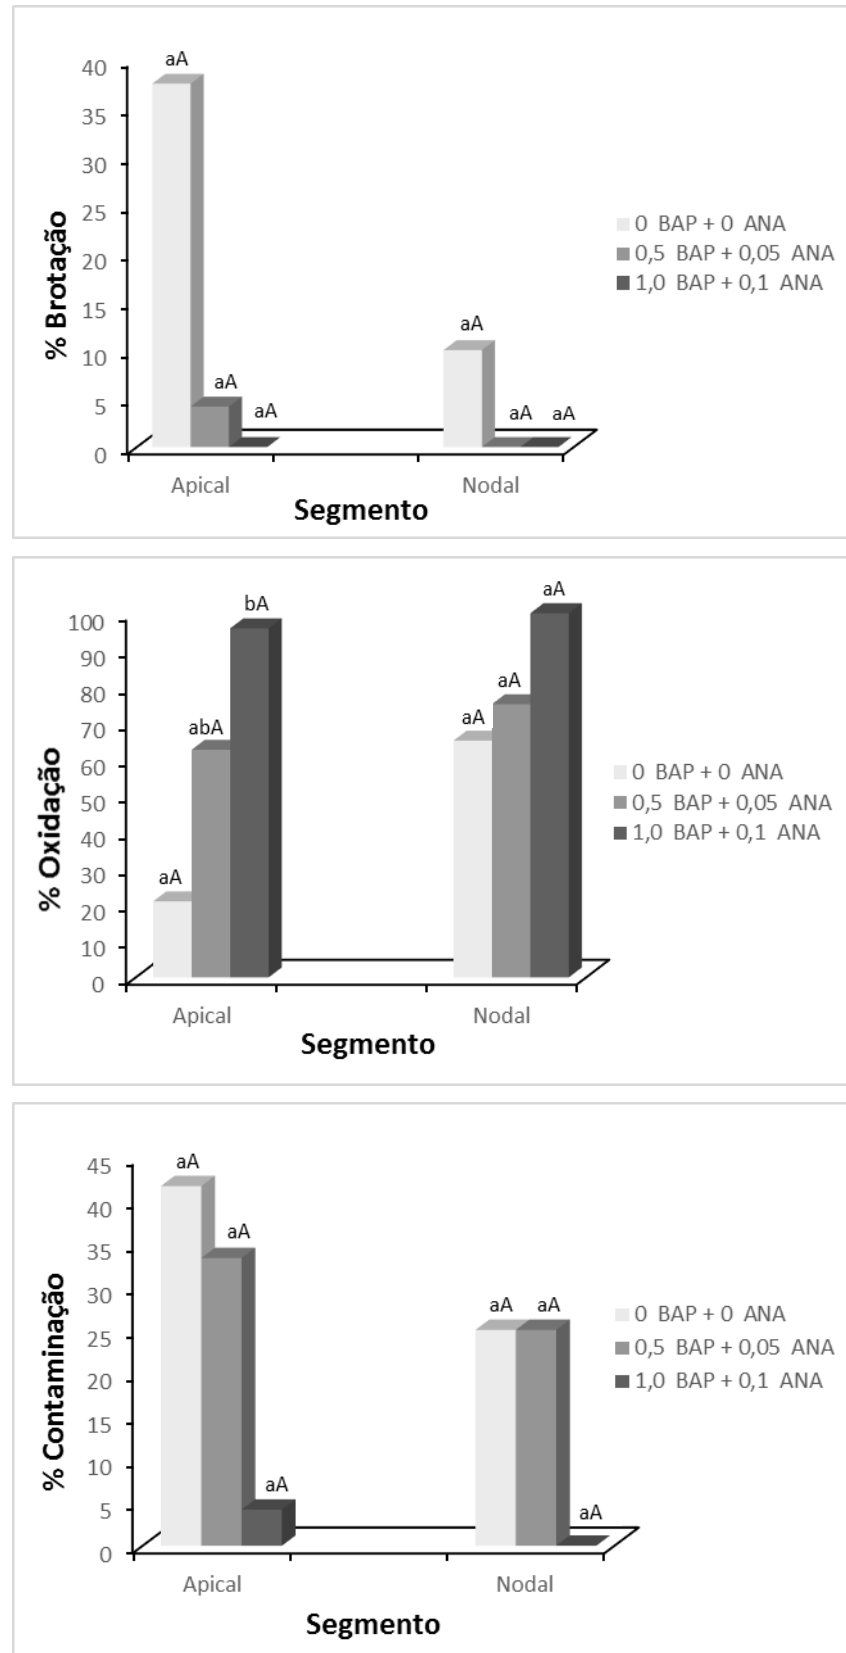 % Brotação
40
35
30
25
20
15
10
5
0
aA
aA
aA
aA
aA
aA
Apical
Nodal
Segmento
0 BAP + 0 ANA
0,5 BAP + 0,05 ANA
1,0 BAP + 0,1 ANA
% Oxidação
100
90
80
70
60
50
40
30
20
10
0
aA
abA
bA
aA
aA
aA
Apical
Nodal
Segmento
0 BAP + 0 ANA
0,5 BAP + 0,05 ANA
1,0 BAP + 0,1 ANA
% Contaminação
45
40
35
30
25
20
15
10
5
0
aA
aA
aA
aA
aA
aA
Apical
Nodal
Segmento
0 BAP + 0 ANA
0,5 BAP + 0,05 ANA
1,0 BAP + 0,1 ANA